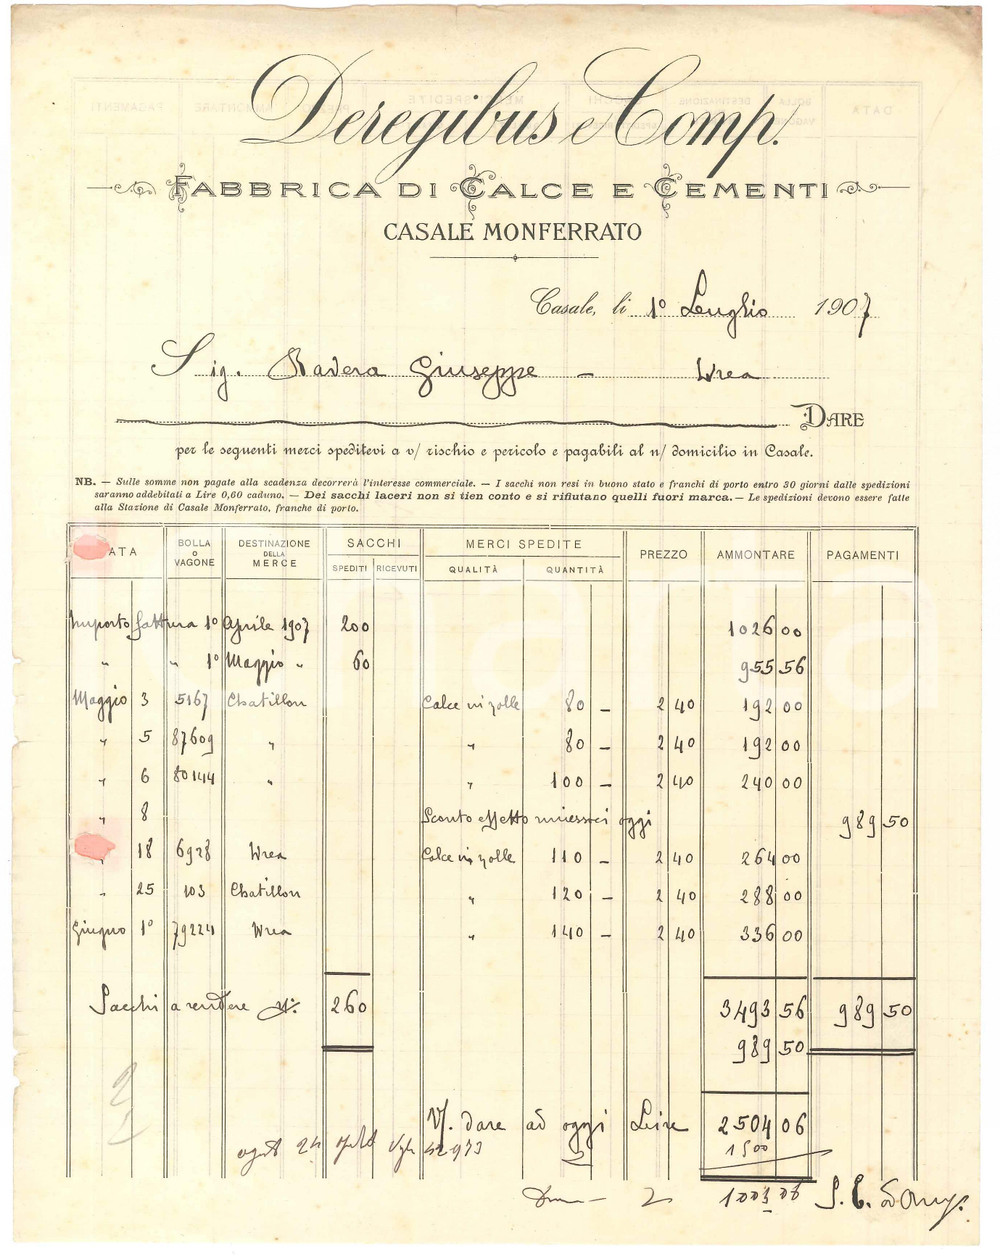 Deregibus e Comp.
FABBRICA DI CALCE E CEMENTI
CASALE MONFERRATO
Casale, li 1° Luglio 1907
Sig. Ravera Giuseppe – Ivrea
DARE
per le seguenti merci speditevi a v/ rischio e pericolo e pagabili al n/ domicilio in Casale.
NB. — Sulle somme non pagate alla scadenza decorrerà l'interesse commerciale. — I sacchi non resi in buono stato e franchi di porto entro 30 giorni dalle spedizioni
saranno addebitati a Lire 0,60 caduno. — Dei sacchi laceri non si tien conto e si rifiutano quelli fuori marca. — Le spedizioni devono essere fatte
alla Stazione di Casale Monferrato, franche di porto.
DATA BOLLA O VAGONE DESTINAZIONE DELLA MERCE SACCHI SPEDITI RICEVUTI MERCI SPEDITE QUALITÀ QUANTITÀ PREZZO AMMONTARE PAGAMENTI
Importo fattura 1° Aprile 1907 200 1026 00
" " 1° Maggio " 60 955 56
Maggio 3 5167 Chatillon Calce in zolle 80 – 2 40 192 00
" 5 87609 " " 80 – 2 40 192 00
" 6 80144 " " 100 – 2 40 240 00
" 8 Sconto effetto rimessoci oggi 989 50
" 18 6928 Ivrea Calce in zolle 110 – 2 40 264 00
" 25 103 Chatillon " 120 – 2 40 288 00
Giugno 1° 79224 Ivrea " 140 – 2 40 336 00
Sacchi a rendere N° 260 3493 56 989 50
989 50
V/. dare ad oggi Lire 2504 06
24 1500
2 1003 06